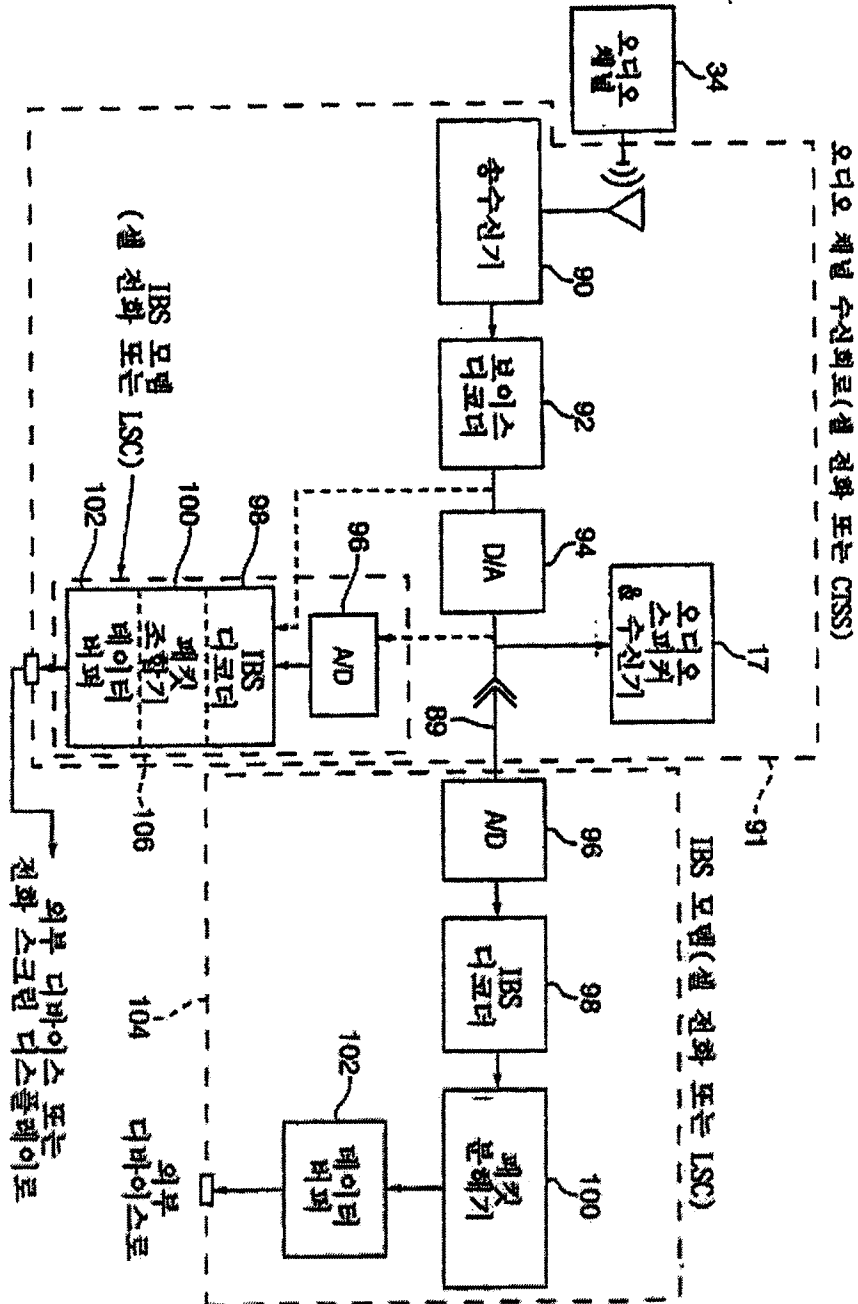 오디오 채널 수신회로(셀 전화 또는 CTSS)
34
오디오
채널
17
오디오
스피커
&
수신기
91
IBS 모뎀(셀 전화 또는 LSC)
90
송수신기
92
보이스
디코더
94
D/A
89
96
A/D
98
IBS
디코더
100
패킷
분해기
96
A/D
102
데이터
버퍼
IBS 모뎀
(셀 전화 또는 LSC)
98
IBS
디코더
100
패킷
조합기
102
데이터
버퍼
106
104
외부
디바이스로
외부 디바이스 또는
전화 스크린 디스플레이로